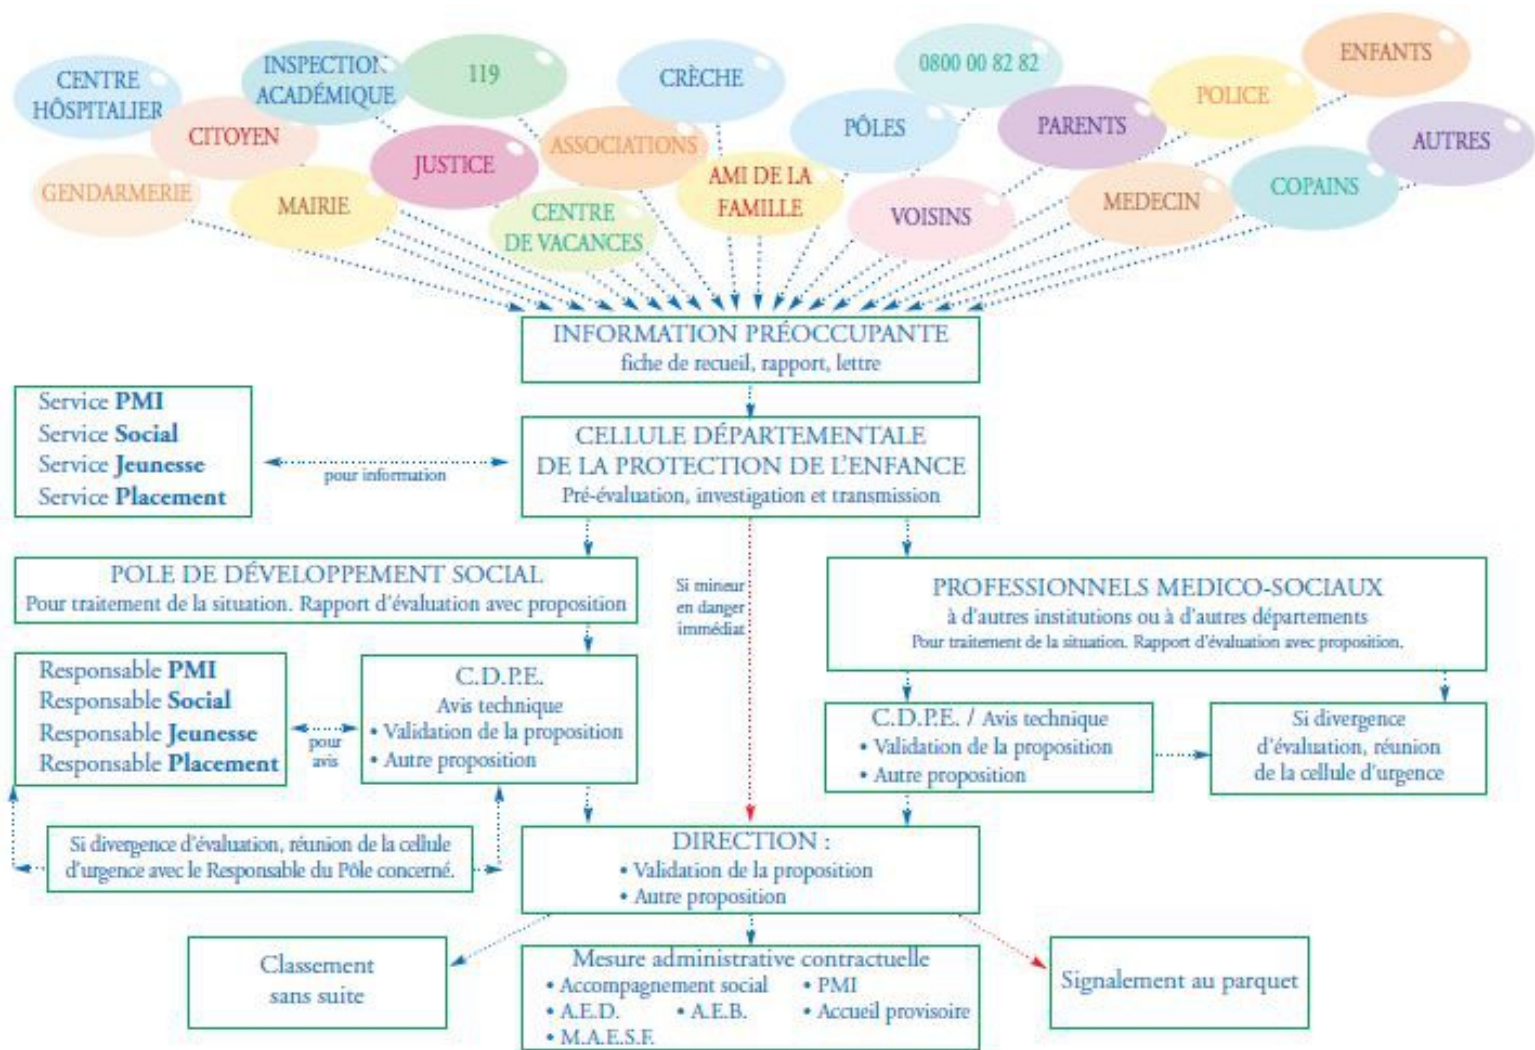 CENTRE
HÔSPITALIER
INSPECTION
ACADÉMIQUE
119
CRÈCHE
0800 00 82 82
ENFANTS
CITOYEN
JUSTICE
ASSOCIATIONS
PÔLES
PARENTS
POLICE
AUTRES
GENDARMERIE
MAIRIE
CENTRE
DE VACANCES
AMI DE LA
FAMILLE
VOISINS
MEDECIN
COPAINS
INFORMATION PRÉOCCUPANTE
fiche de recueil, rapport, lettre
Service PMI
Service Social
Service Jeunesse
Service Placement
pour information
CELLULE DÉPARTEMENTALE
DE LA PROTECTION DE L'ENFANCE
Pré-évaluation, investigation et transmission
POLE DE DÉVELOPPEMENT SOCIAL
Pour traitement de la situation. Rapport d'évaluation avec proposition
Si mineur
en danger
immédiat
PROFESSIONNELS MEDICO-SOCIAUX
à d'autres institutions ou à d'autres départements
Pour traitement de la situation. Rapport d'évaluation avec proposition.
Responsable PMI
Responsable Social
Responsable Jeunesse
Responsable Placement
pour
avis
C.D.P.E.
Avis technique
• Validation de la proposition
• Autre proposition
C.D.P.E. / Avis technique
• Validation de la proposition
• Autre proposition
Si divergence
d'évaluation, réunion
de la cellule d'urgence
Si divergence d'évaluation, réunion de la cellule
d'urgence avec le Responsable du Pôle concerné.
DIRECTION :
• Validation de la proposition
• Autre proposition
Classement
sans suite
Mesure administrative contractuelle
• Accompagnement social • PMI
• A.E.D. • A.E.B. • Accueil provisoire
• M.A.E.S.F.
Signalement au parquet